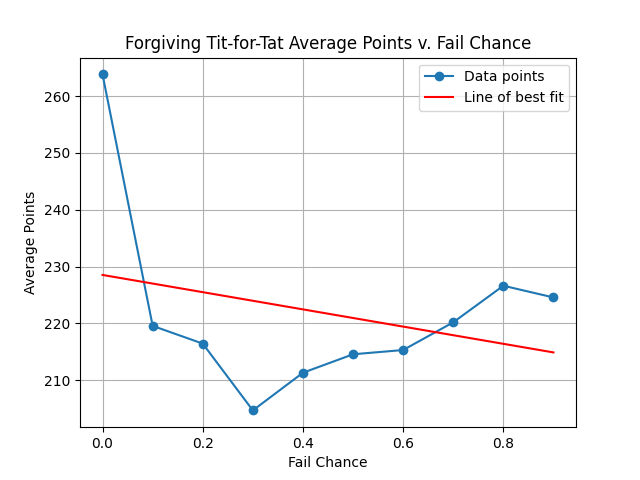 Forgiving Tit-for-Tat Average Points v. Fail Chance
Data points
Line of best fit
260
250
240
230
220
210
Average Points
0.0 0.2 0.4 0.6 0.8
Fail Chance